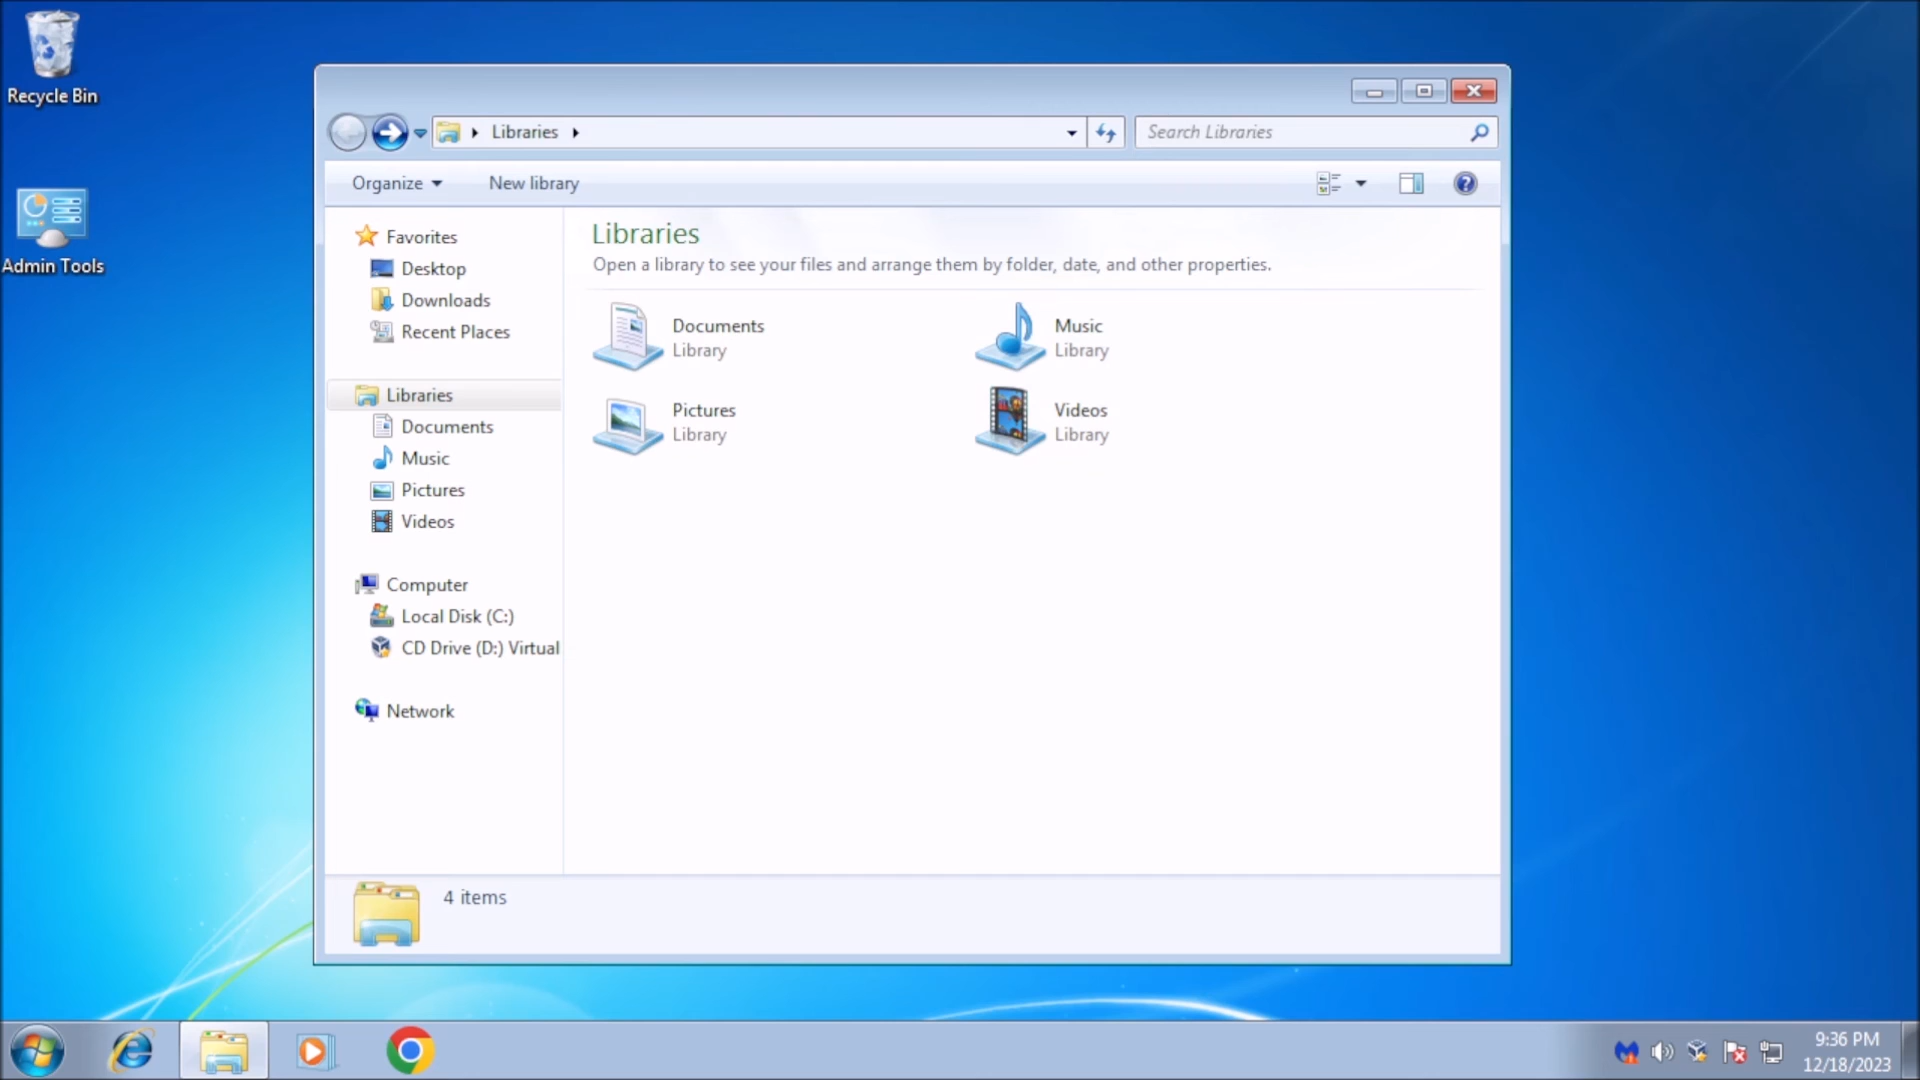 Recycle Bin
Admin Tools
Libraries
Search Libraries
Organize
New library
Favorites
Desktop
Downloads
Recent Places
Libraries
Documents
Music
Pictures
Videos
Computer
Local Disk (C:)
CD Drive (D:) Virtual
Network
Libraries
Open a library to see your files and arrange them by folder, date, and other properties.
Documents
Library
Music
Library
Pictures
Library
Videos
Library
4 items
9:36 PM
12/18/2023